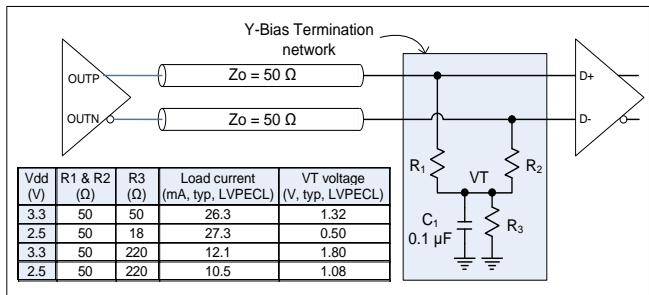 Y-Bias Termination
network
OUTP
Zo = 50 Ω
D+
OUTN
Zo = 50 Ω
D-
R1
VT
R2
C1
0.1 µF
R3
Vdd (V) R1 & R2 (Ω) R3 (Ω) Load current (mA, typ, LVPECL) VT voltage (V, typ, LVPECL)
3.3 50 50 26.3 1.32
2.5 50 18 27.3 0.50
3.3 50 220 12.1 1.80
2.5 50 220 10.5 1.08